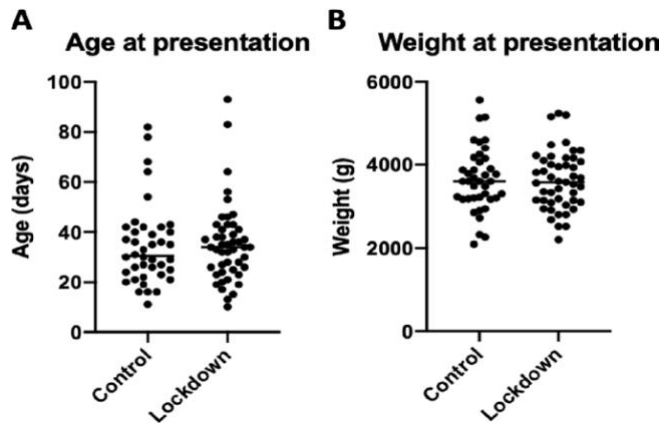 A
Age at presentation
100
80
60
40
20
0
Age (days)
Control
Lockdown
B
Weight at presentation
6000
4000
2000
0
Weight (g)
Control
Lockdown